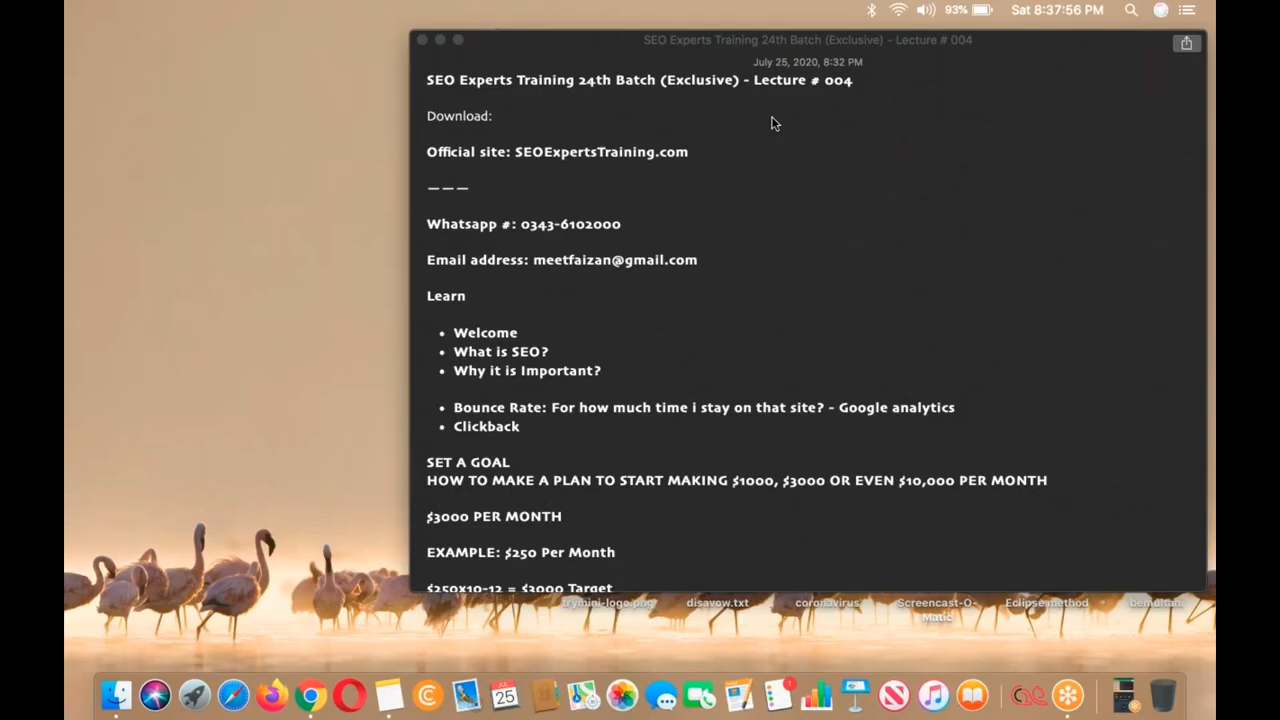 93%
Sat 8:37:56 PM
SEO Experts Training 24th Batch (Exclusive) - Lecture # 004
July 25, 2020, 8:32 PM
SEO Experts Training 24th Batch (Exclusive) - Lecture # 004
Download:
Official site: SEOExpertsTraining.com
———
Whatsapp #: 0343-6102000
Email address: meetfaizan@gmail.com
Learn
• Welcome
• What is SEO?
• Why it is Important?
• Bounce Rate: For how much time i stay on that site? - Google analytics
• Clickback
SET A GOAL
HOW TO MAKE A PLAN TO START MAKING $1000, $3000 OR EVEN $10,000 PER MONTH
$3000 PER MONTH
EXAMPLE: $250 Per Month
$250x10-12 = $3000 Target
disavow.txt
coronavirus
Screencast-O-
Matic
Eclipsemethod
JUL
25
1